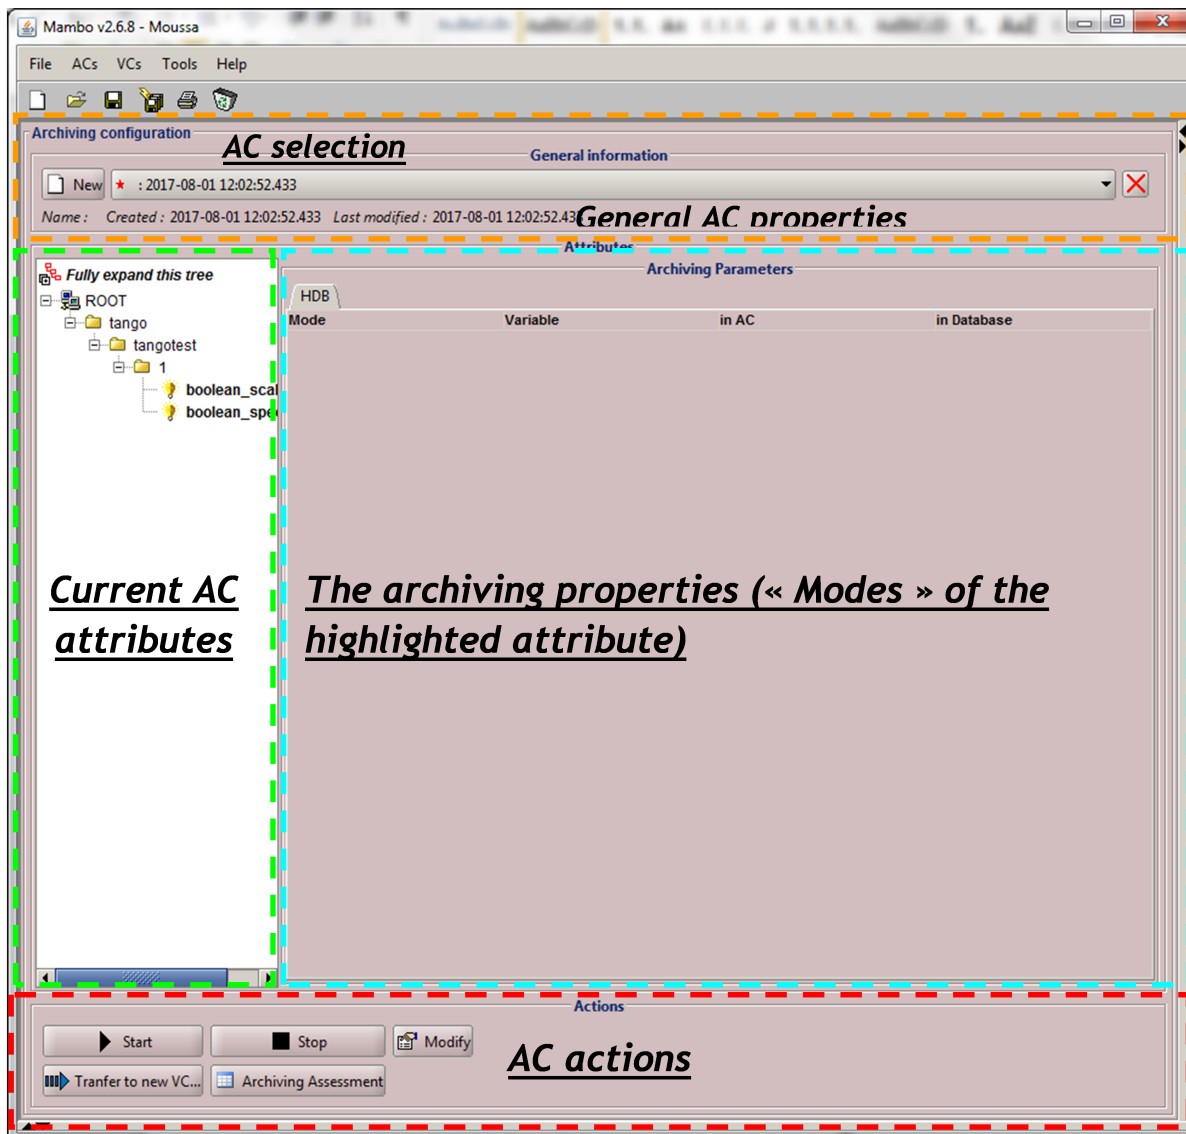 Mambo v2.6.8 - Moussa
File ACs VCs Tools Help
Archiving configuration
AC selection
General information
New : 2017-08-01 12:02:52.433
Name : Created : 2017-08-01 12:02:52.433 Last modified : 2017-08-01 12:02:52.433
General AC properties
Attributes
Fully expand this tree
ROOT
tango
tangotest
1
boolean_scal
boolean_spe
Archiving Parameters
HDB
Mode Variable in AC in Database
Current AC
attributes
The archiving properties (« Modes » of the
highlighted attribute)
Actions
Start Stop Modify
AC actions
Tranfer to new VC... Archiving Assessment